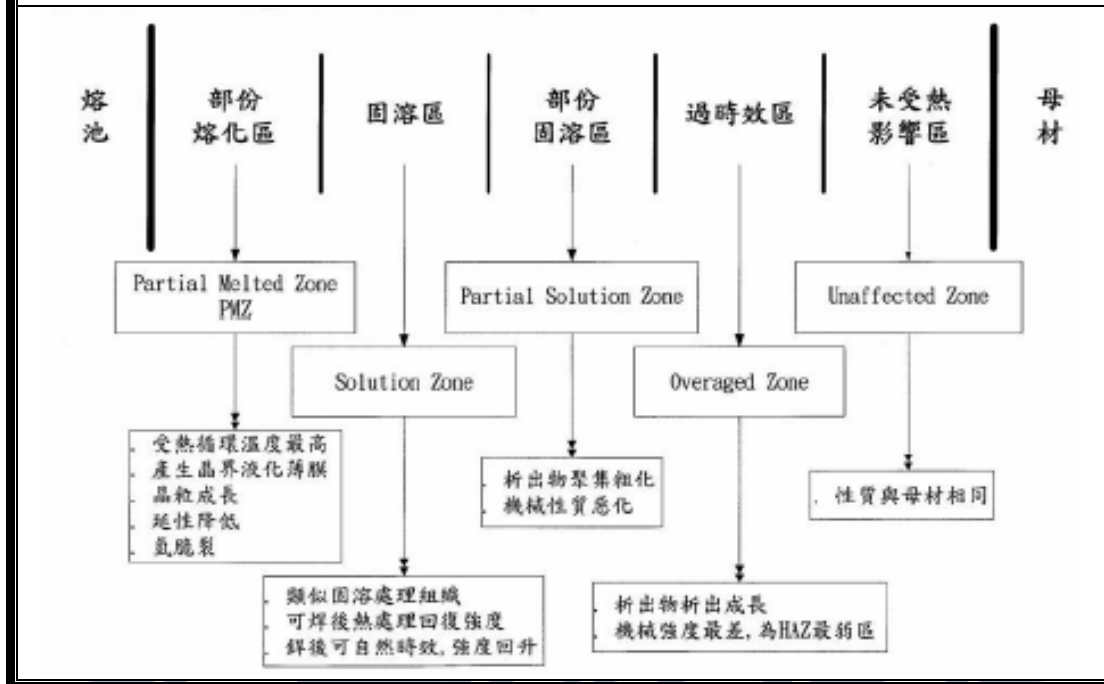 熔
池
部份
熔化區
固溶區
部份
固溶區
過時效區
未受熱
影響區
母
材
Partial Melted Zone
PMZ
Partial Solution Zone
Unaffected Zone
Solution Zone
Overaged Zone
. 受熱循環溫度最高
. 產生晶界液化薄膜
. 晶粒成長
. 延性降低
. 氫脆裂
. 析出物聚集粗化
. 機械性質惡化
. 性質與母材相同
. 類似固溶處理組織
. 可焊後熱處理回復強度
. 銲後可自然時效,強度回升
. 析出物析出成長
. 機械強度最差,為HAZ最弱區